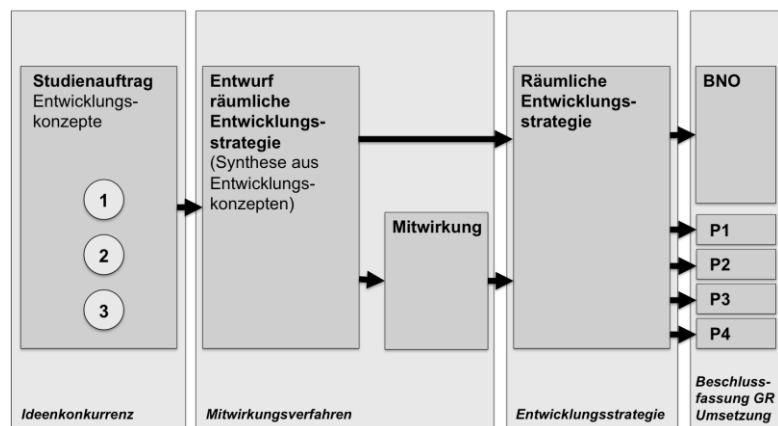 Studienauftrag
Entwicklungs-
konzepte
1
2
3
Ideenkonkurrenz
Entwurf
räumliche
Entwicklungs-
strategie
(Synthese aus
Entwicklungs-
konzepten)
Mitwirkung
Mitwirkungsverfahren
Räumliche
Entwicklungs-
strategie
Entwicklungsstrategie
BNO
P1
P2
P3
P4
Beschluss-
fassung GR
Umsetzung